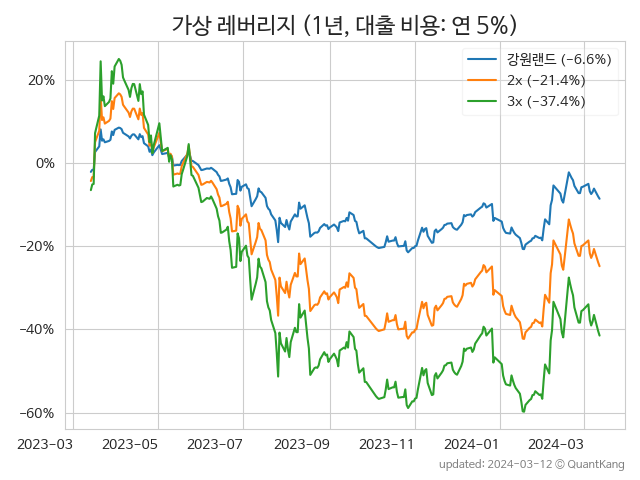 가상 레버리지 (1년, 대출 비용: 연 5%)
강원랜드 (−6.6%)
2x (−21.4%)
3x (−37.4%)
20%
0%
−20%
−40%
−60%
2023-03 2023-05 2023-07 2023-09 2023-11 2024-01 2024-03
updated: 2024-03-12 © QuantKang